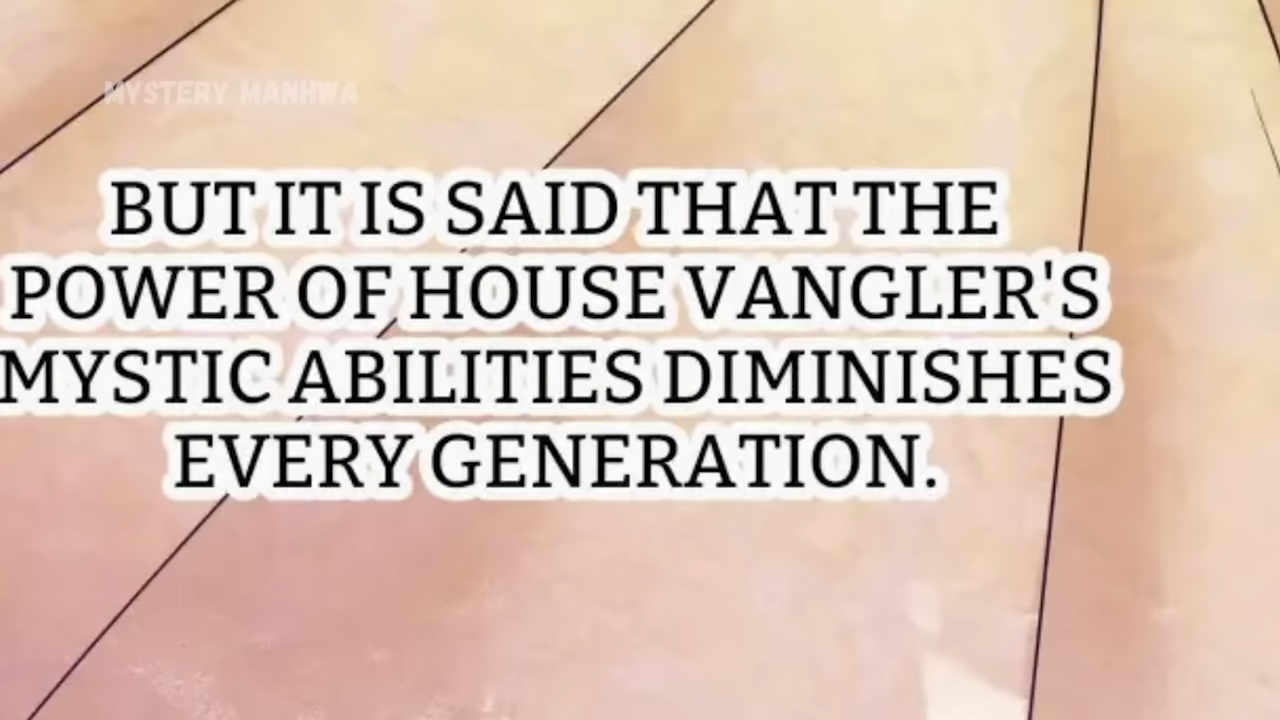 MYSTERY MANHWA
BUT IT IS SAID THAT THE
POWER OF HOUSE VANGLER'S
MYSTIC ABILITIES DIMINISHES
EVERY GENERATION.